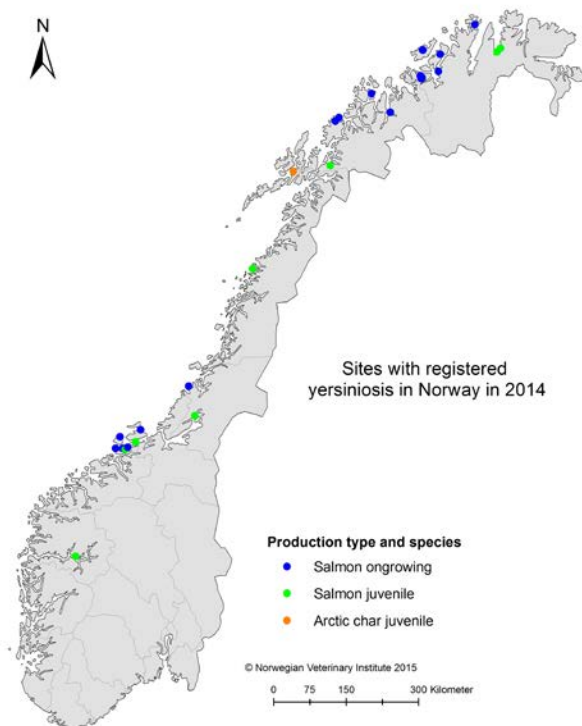 N
Sites with registered
yersiniosis in Norway in 2014
Production type and species
Salmon ongrowing
Salmon juvenile
Arctic char juvenile
© Norwegian Veterinary Institute 2015
0 75 150 300 Kilometer